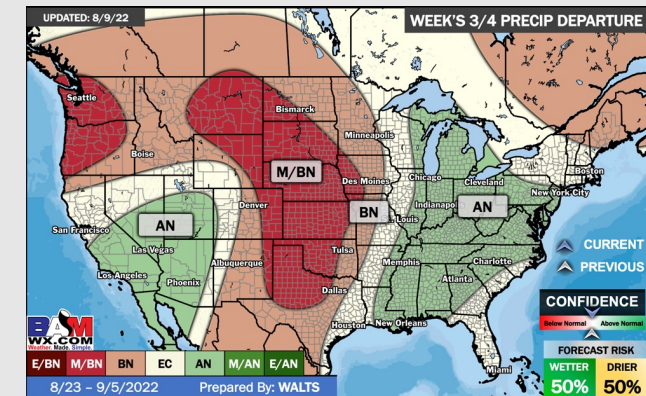 UPDATED: 8/9/22
WEEK'S 3/4 PRECIP DEPARTURE
Seattle
Bismarck
Minneapolis
Boise
M/BN
Des Moines
Chicago
Cleveland
Boston
New York City
AN
Denver
BN
Louis
Indianapol
AN
San Francisco
Las Vegas
CURRENT
Los Angeles
Phoenix
Albuquerque
Tulsa
Memphis
Charlotte
PREVIOUS
Atlanta
Dallas
CONFIDENCE
Below Normal
Above Normal
Houston
New Orleans
BAM
WX.COM
Weather. Made. Simple.
FORECAST RISK
E/BN M/BN BN EC AN M/AN E/AN
WETTER DRIER
Miami
8/23 – 9/5/2022 Prepared By: WALTS
50% 50%